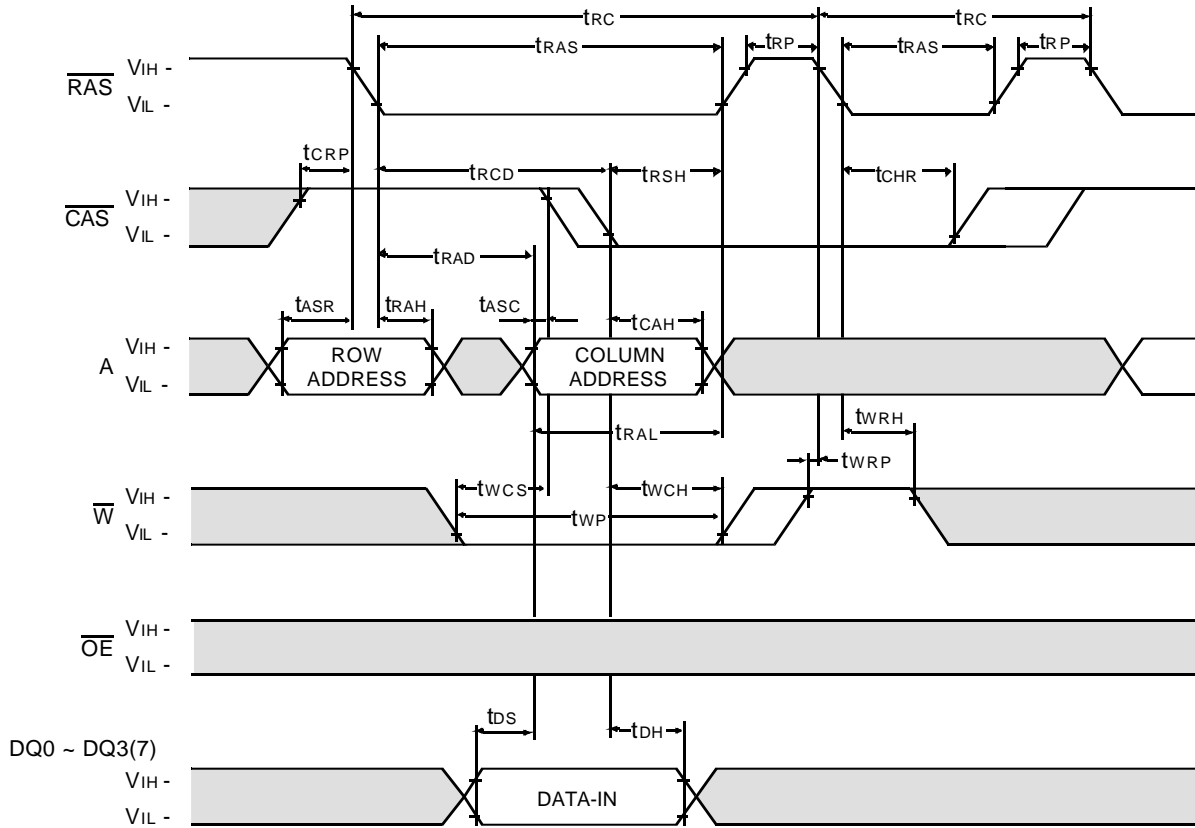 tRC tRC
tRAS tRP tRAS tRP
RAS VIH -
VIL -
tCRP tRCD tRSH tCHR
CAS VIH -
VIL -
tRAD
tASR tRAH tASC tCAH
A VIH -
VIL -
ROW ADDRESS
COLUMN ADDRESS
tRAL tWRH
tWRP
tWCS tWCH
W VIH -
VIL -
tWP
OE VIH -
VIL -
tDS tDH
DQ0 ~ DQ3(7)
VIH -
VIL -
DATA-IN